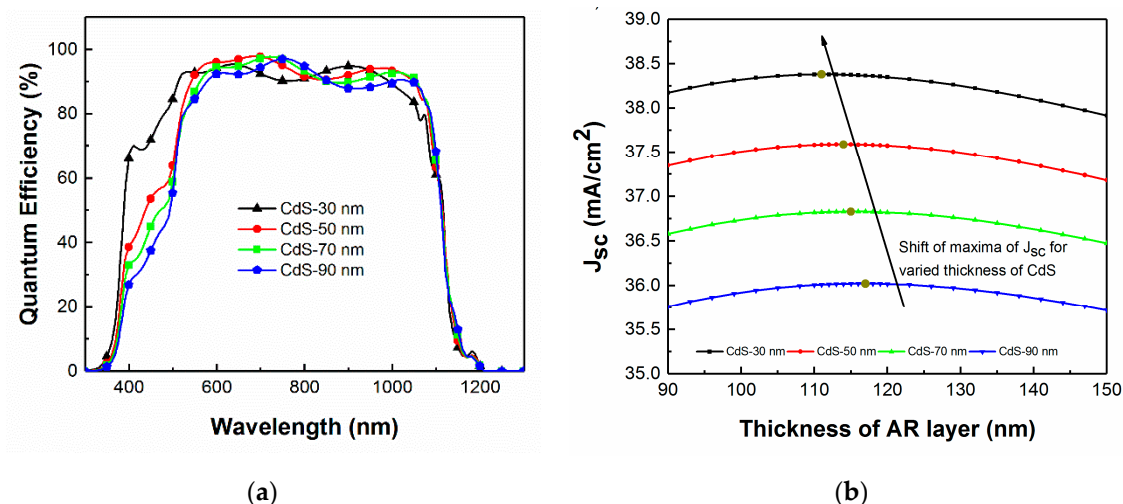 100
80
60
40
20
0
Quantum Efficiency (%)
CdS-30 nm
CdS-50 nm
CdS-70 nm
CdS-90 nm
400 600 800 1000 1200
Wavelength (nm)
(a)
39.0
38.5
38.0
37.5
37.0
36.5
36.0
35.5
35.0
JSC (mA/cm2)
Shift of maxima of JSC for
varied thickness of CdS
CdS-30 nm CdS-50 nm CdS-70 nm CdS-90 nm
90 100 110 120 130 140 150
Thickness of AR layer (nm)
(b)